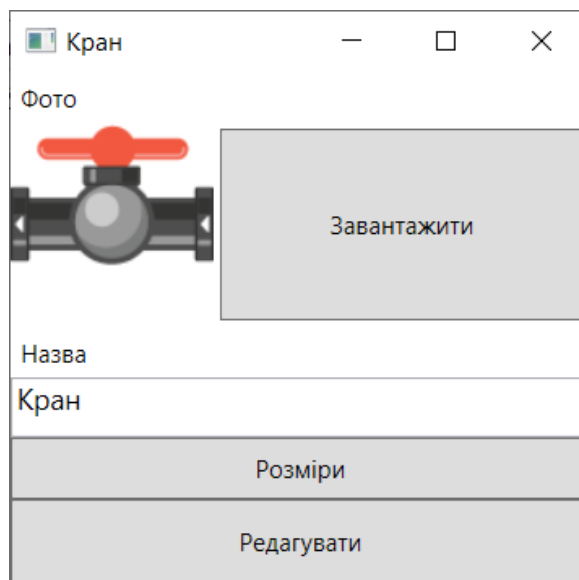 Кран
Фото
Завантажити
Назва
Кран
Розміри
Редагувати